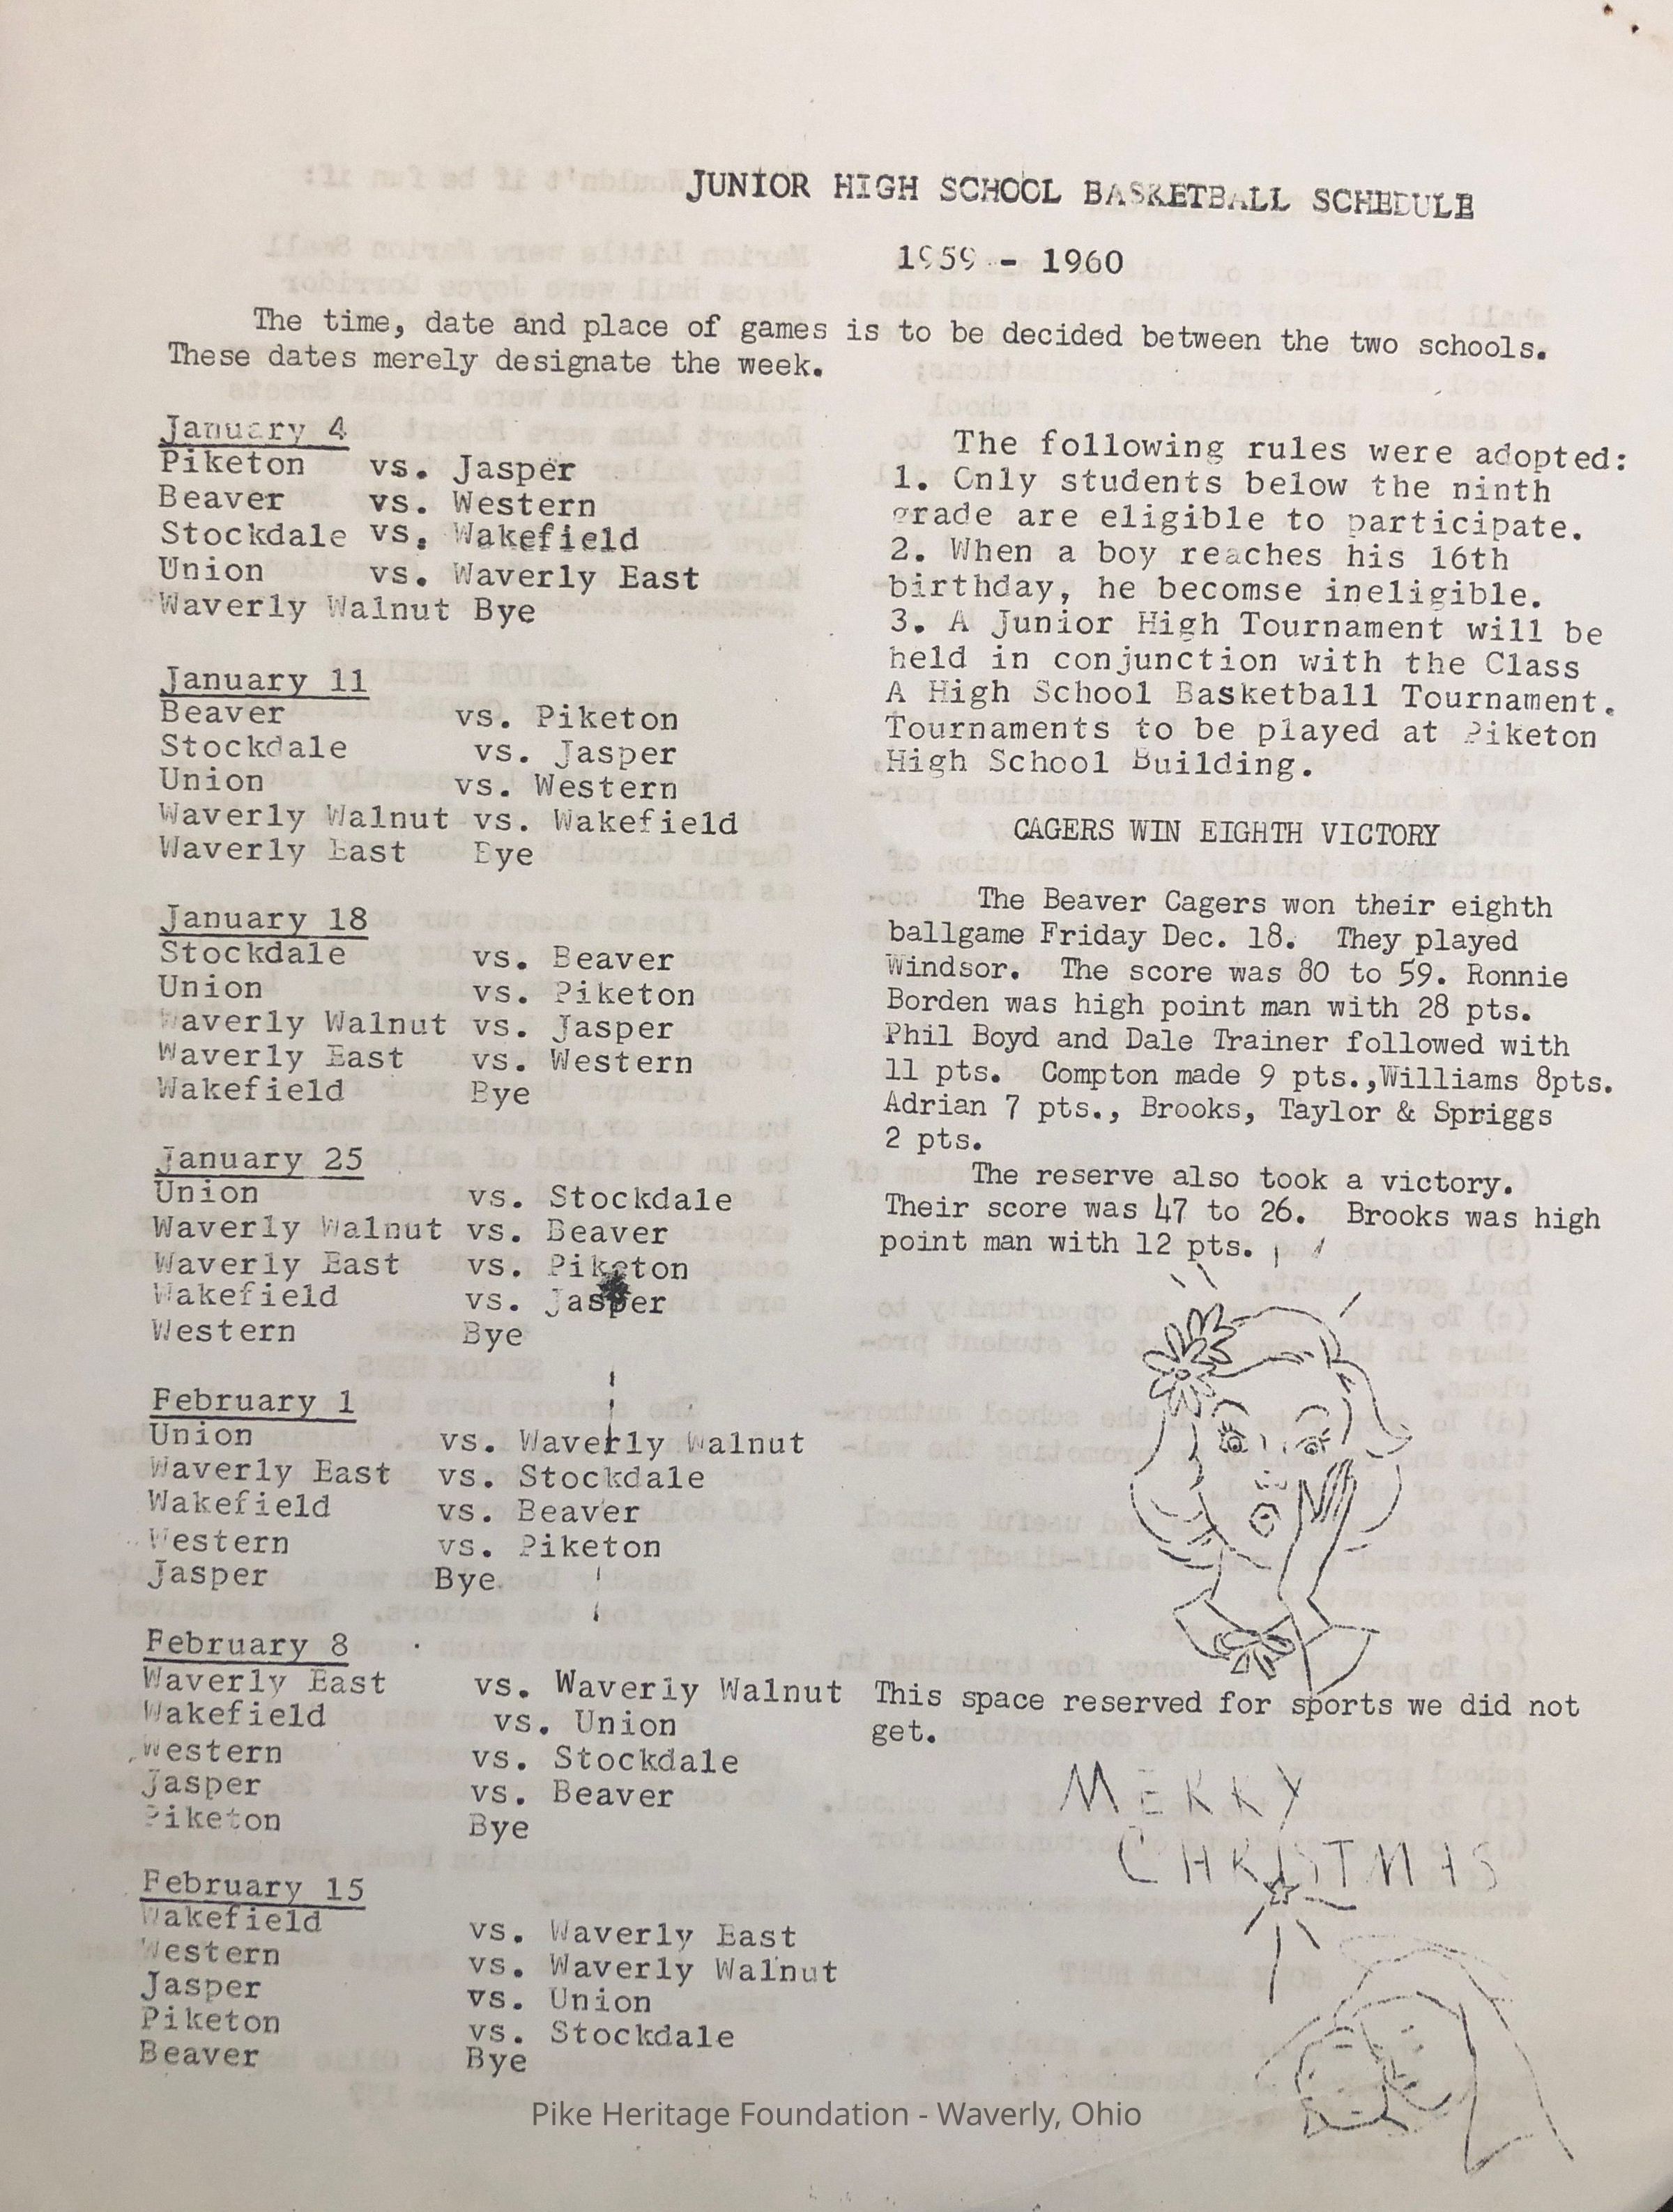 JUNIOR HIGH SCHOOL BASKETBALL SCHEDULE
1959 - 1960
The time, date and place of games is to be decided between the two schools.
These dates merely designate the week.
January 4
Piketon vs. Jasper
Beaver vs. Western
Stockdale vs. Wakefield
Union vs. Waverly East
Waverly Walnut Bye
January 11
Beaver vs. Piketon
Stockdale vs. Jasper
Union vs. Western
Waverly Walnut vs. Wakefield
Waverly East Bye
January 18
Stockdale vs. Beaver
Union vs. Piketon
Waverly Walnut vs. Jasper
Waverly East vs. Western
Wakefield Bye
January 25
Union vs. Stockdale
Waverly Walnut vs. Beaver
Waverly East vs. Piketon
Wakefield vs. Jasper
Western Bye
February 1
Union vs. Waverly Walnut
Waverly East vs. Stockdale
Wakefield vs. Beaver
Western vs. Piketon
Jasper Bye
February 8
Waverly East vs. Waverly Walnut
Wakefield vs. Union
Western vs. Stockdale
Jasper vs. Beaver
Piketon Bye
February 15
Wakefield vs. Waverly East
Western vs. Waverly Walnut
Jasper vs. Union
Piketon vs. Stockdale
Beaver Bye
The following rules were adopted:
1. Only students below the ninth
grade are eligible to participate.
2. When a boy reaches his 16th
birthday, he becomse ineligible.
3. A Junior High Tournament will be
held in conjunction with the Class
A High School Basketball Tournament.
Tournaments to be played at Piketon
High School Building.
CAGERS WIN EIGHTH VICTORY
The Beaver Cagers won their eighth
ballgame Friday Dec. 18. They played
Windsor. The score was 80 to 59. Ronnie
Borden was high point man with 28 pts.
Phil Boyd and Dale Trainer followed with
11 pts. Compton made 9 pts.,Williams 8pts.
Adrian 7 pts., Brooks, Taylor & Spriggs
2 pts.
The reserve also took a victory.
Their score was 47 to 26. Brooks was high
point man with 12 pts.
This space reserved for sports we did not
get.
MERRY
CHRISTMAS
Pike Heritage Foundation - Waverly, Ohio